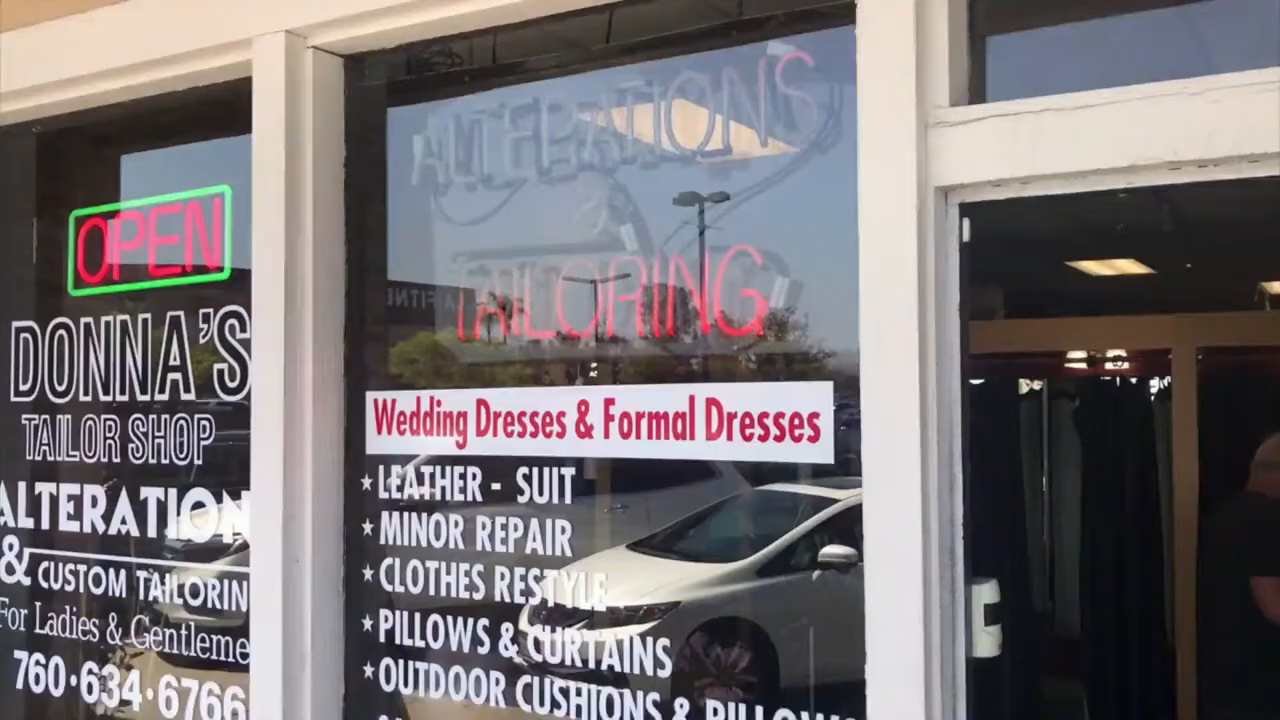 OPEN
DONNA'S
TAILOR SHOP
ALTERATION
& CUSTOM TAILORIN
For Ladies & Gentleme
760·634·6766
ALTERATIONS
&
TAILORING
Wedding Dresses & Formal Dresses
★ LEATHER - SUIT
★ MINOR REPAIR
★ CLOTHES RESTYLE
★ PILLOWS & CURTAINS
★ OUTDOOR CUSHIONS & PILLOWS